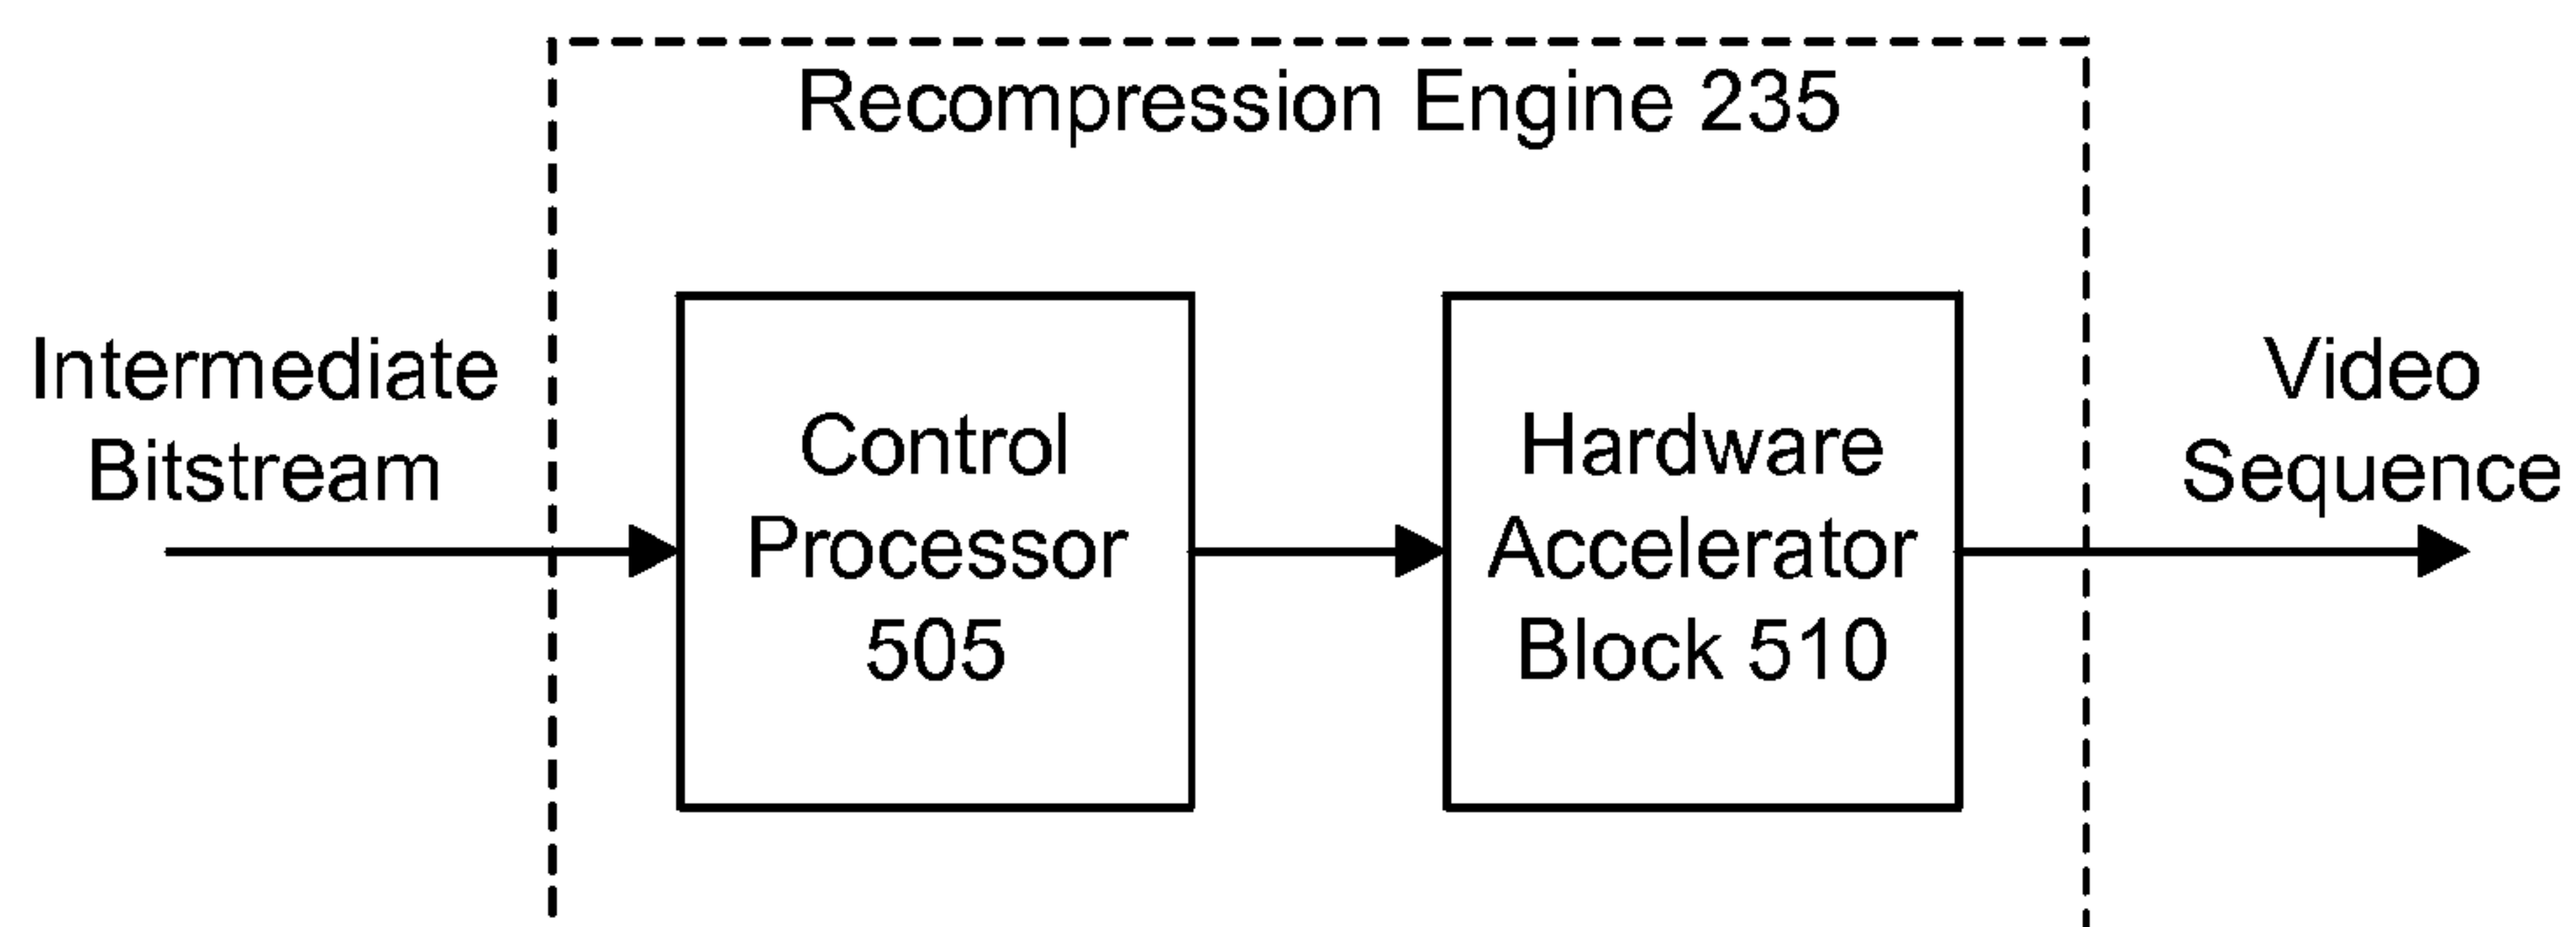 Recompression Engine 235
Intermediate
Bitstream
Control
Processor
505
Hardware
Accelerator
Block 510
Video
Sequence